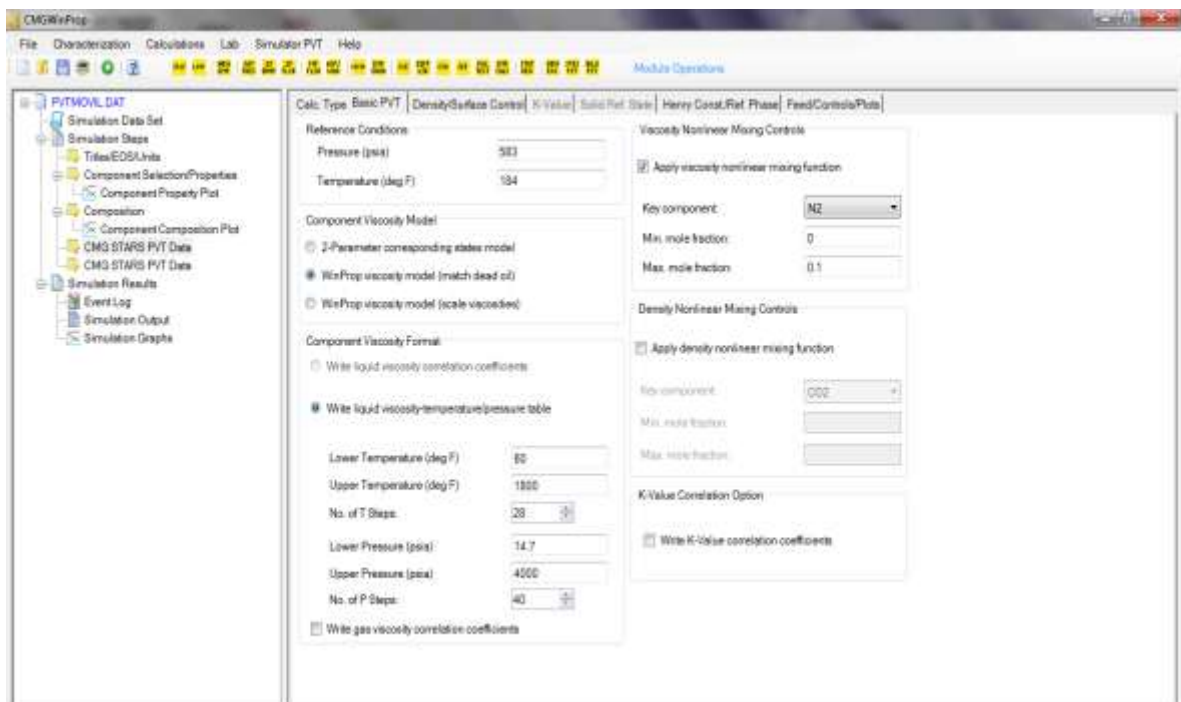 CMGWinProp
File Characterization Calculations Lab Simulator PVT Help
Module Operations
PVTMOVIL.DAT
Simulation Data Set
Simulation Steps
Titles/EOS/Units
Component Selection/Properties
Component Property Plot
Composition
Component Composition Plot
CMG STARS PVT Data
CMG STARS PVT Data
Simulation Results
Event Log
Simulation Output
Simulation Graphs
Calc. Type Basic PVT Density/Surface Control K-Value Solid Ref. State Henry Const./Ref. Phase Feed/Controls/Plots
Reference Conditions
Pressure (psia) 583
Temperature (deg F) 184
Component Viscosity Model
2-Parameter corresponding states model
WinProp viscosity model (match dead oil)
WinProp viscosity model (scale viscosities)
Component Viscosity Format
Write liquid viscosity correlation coefficients
Write liquid viscosity-temperature/pressure table
Lower Temperature (deg F) 60
Upper Temperature (deg F) 1800
No. of T Steps: 28
Lower Pressure (psia) 14.7
Upper Pressure (psia) 4000
No. of P Steps: 40
Write gas viscosity correlation coefficients
Viscosity Nonlinear Mixing Controls
Apply viscosity nonlinear mixing function
Key component: N2
Min. mole fraction: 0
Max. mole fraction: 0.1
Density Nonlinear Mixing Controls
Apply density nonlinear mixing function
Key component: CO2
Min. mole fraction:
Max. mole fraction:
K-Value Correlation Option
Write K-Value correlation coefficients